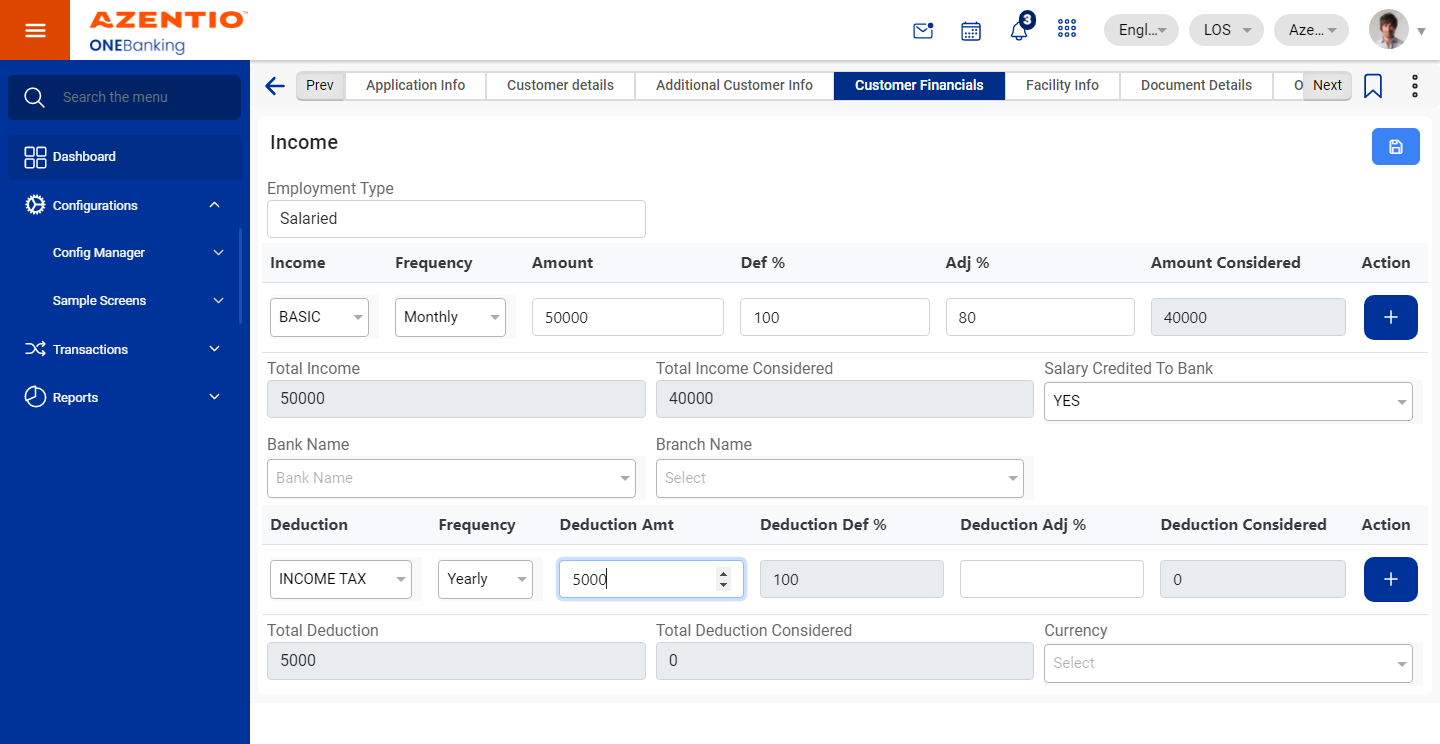 AZENTIO™
ONEBanking
3
Engl...
LOS
Aze...
Search the menu
Dashboard
Configurations
Config Manager
Sample Screens
Transactions
Reports
Prev
Application Info
Customer details
Additional Customer Info
Customer Financials
Facility Info
Document Details
O
Next
Income
Employment Type
Salaried
Income Frequency Amount Def % Adj % Amount Considered Action
BASIC Monthly 50000 100 80 40000 +
Total Income Total Income Considered Salary Credited To Bank
50000 40000 YES
Bank Name Branch Name
Bank Name Select
Deduction Frequency Deduction Amt Deduction Def % Deduction Adj % Deduction Considered Action
INCOME TAX Yearly 5000 100 0 +
Total Deduction Total Deduction Considered Currency
5000 0 Select